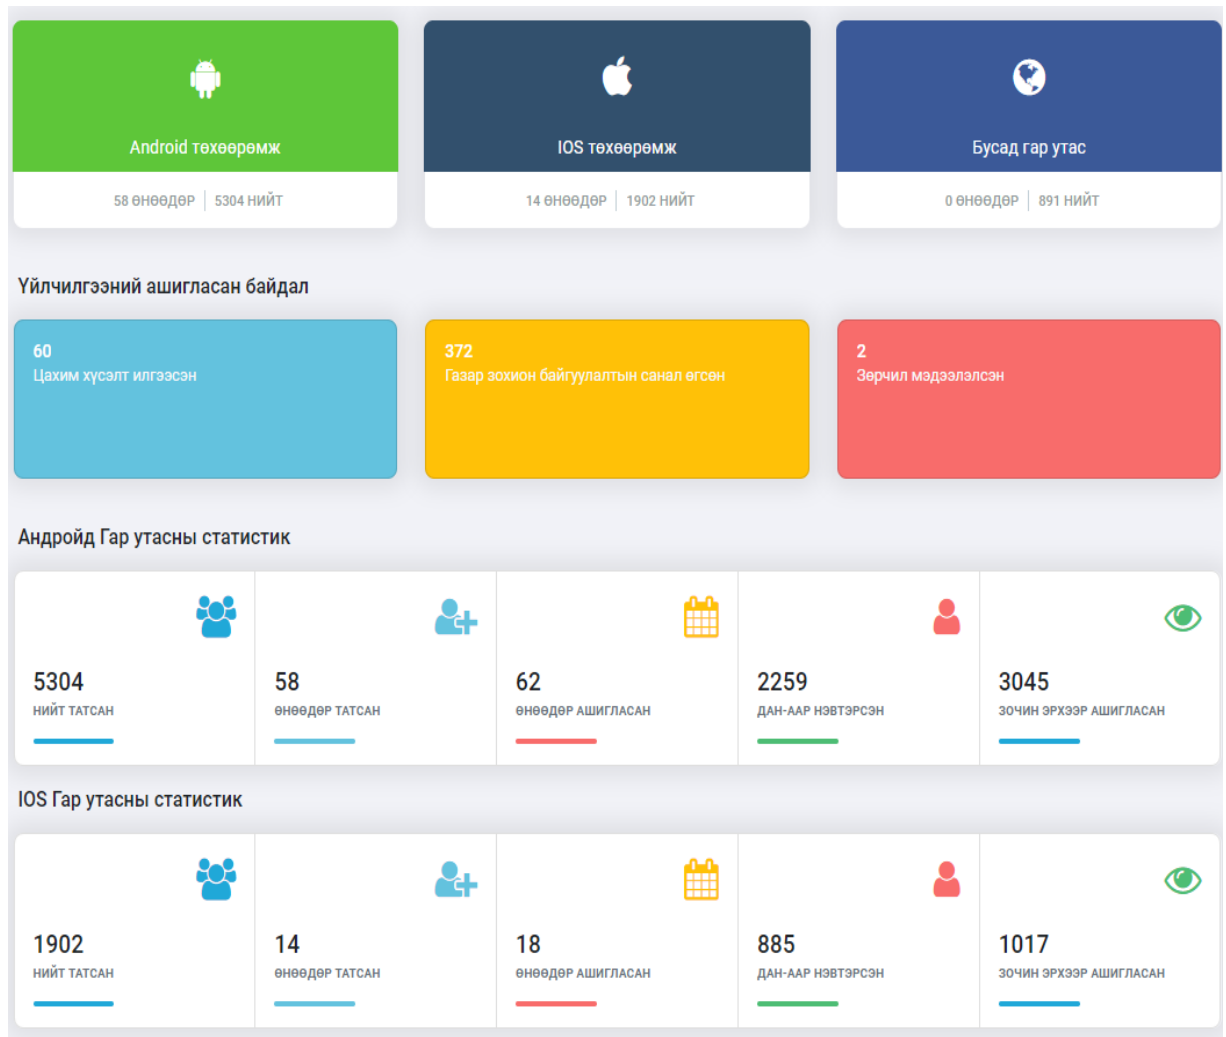 Android төхөөрөмж
58 ӨНӨӨДӨР 5304 НИЙТ
IOS төхөөрөмж
14 ӨНӨӨДӨР 1902 НИЙТ
Бусад гар утас
0 ӨНӨӨДӨР 891 НИЙТ
Үйлчилгээний ашигласан байдал
60
Цахим хүсэлт илгээсэн
372
Газар зохион байгуулалтын санал өгсөн
2
Зөрчил мэдээлэлсэн
Андройд Гар утасны статистик
5304
НИЙТ ТАТСАН
58
ӨНӨӨДӨР ТАТСАН
62
ӨНӨӨДӨР АШИГЛАСАН
2259
ДАН-ААР НЭВТЭРСЭН
3045
ЗОЧИН ЭРХЭЭР АШИГЛАСАН
IOS Гар утасны статистик
1902
НИЙТ ТАТСАН
14
ӨНӨӨДӨР ТАТСАН
18
ӨНӨӨДӨР АШИГЛАСАН
885
ДАН-ААР НЭВТЭРСЭН
1017
ЗОЧИН ЭРХЭЭР АШИГЛАСАН